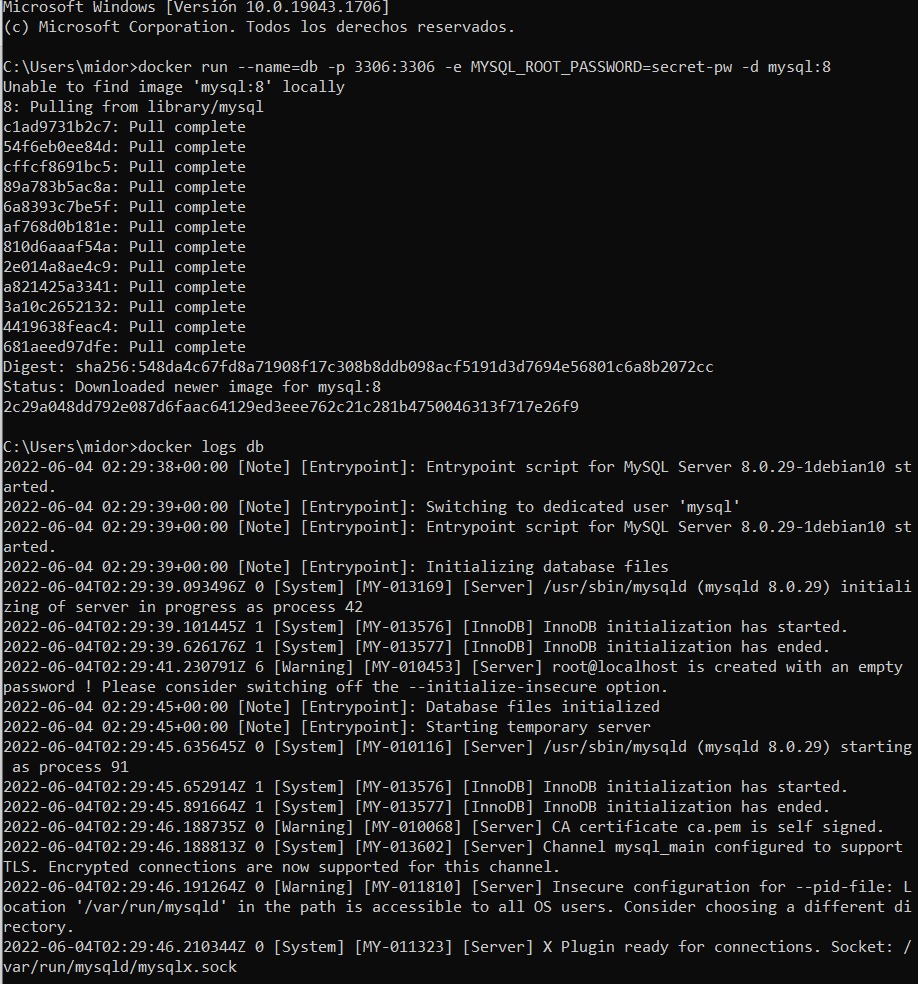 Microsoft Windows [Versión 10.0.19043.1706]
(c) Microsoft Corporation. Todos los derechos reservados.
C:\Users\midor>docker run --name=db -p 3306:3306 -e MYSQL_ROOT_PASSWORD=secret-pw -d mysql:8
Unable to find image 'mysql:8' locally
8: Pulling from library/mysql
c1ad9731b2c7: Pull complete
54f6eb0ee84d: Pull complete
cffcf8691bc5: Pull complete
89a783b5ac8a: Pull complete
6a8393c7be5f: Pull complete
af768d0b181e: Pull complete
810d6aaaf54a: Pull complete
2e014a8ae4c9: Pull complete
a821425a3341: Pull complete
3a10c2652132: Pull complete
4419638feac4: Pull complete
681aeed97dfe: Pull complete
Digest: sha256:548da4c67fd8a71908f17c308b8ddb098acf5191d3d7694e56801c6a8b2072cc
Status: Downloaded newer image for mysql:8
2c29a048dd792e087d6faac64129ed3eee762c21c281b4750046313f717e26f9
C:\Users\midor>docker logs db
2022-06-04 02:29:38+00:00 [Note] [Entrypoint]: Entrypoint script for MySQL Server 8.0.29-1debian10 st
arted.
2022-06-04 02:29:39+00:00 [Note] [Entrypoint]: Switching to dedicated user 'mysql'
2022-06-04 02:29:39+00:00 [Note] [Entrypoint]: Entrypoint script for MySQL Server 8.0.29-1debian10 st
arted.
2022-06-04 02:29:39+00:00 [Note] [Entrypoint]: Initializing database files
2022-06-04T02:29:39.093496Z 0 [System] [MY-013169] [Server] /usr/sbin/mysqld (mysqld 8.0.29) initiali
zing of server in progress as process 42
2022-06-04T02:29:39.101445Z 1 [System] [MY-013576] [InnoDB] InnoDB initialization has started.
2022-06-04T02:29:39.626176Z 1 [System] [MY-013577] [InnoDB] InnoDB initialization has ended.
2022-06-04T02:29:41.230791Z 6 [Warning] [MY-010453] [Server] root@localhost is created with an empty
password ! Please consider switching off the --initialize-insecure option.
2022-06-04 02:29:45+00:00 [Note] [Entrypoint]: Database files initialized
2022-06-04 02:29:45+00:00 [Note] [Entrypoint]: Starting temporary server
2022-06-04T02:29:45.635645Z 0 [System] [MY-010116] [Server] /usr/sbin/mysqld (mysqld 8.0.29) starting
 as process 91
2022-06-04T02:29:45.652914Z 1 [System] [MY-013576] [InnoDB] InnoDB initialization has started.
2022-06-04T02:29:45.891664Z 1 [System] [MY-013577] [InnoDB] InnoDB initialization has ended.
2022-06-04T02:29:46.188735Z 0 [Warning] [MY-010068] [Server] CA certificate ca.pem is self signed.
2022-06-04T02:29:46.188813Z 0 [System] [MY-013602] [Server] Channel mysql_main configured to support
TLS. Encrypted connections are now supported for this channel.
2022-06-04T02:29:46.191264Z 0 [Warning] [MY-011810] [Server] Insecure configuration for --pid-file: L
ocation '/var/run/mysqld' in the path is accessible to all OS users. Consider choosing a different di
rectory.
2022-06-04T02:29:46.210344Z 0 [System] [MY-011323] [Server] X Plugin ready for connections. Socket: /
var/run/mysqld/mysqlx.sock